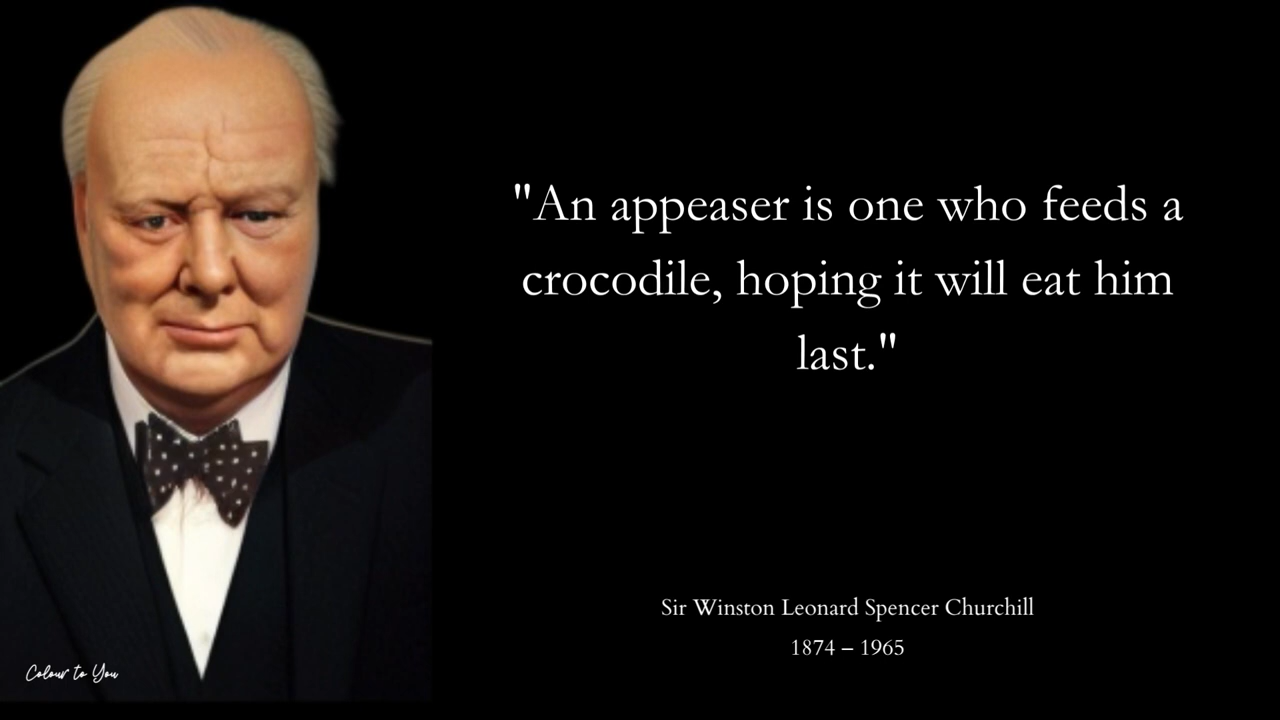 "An appeaser is one who feeds a
crocodile, hoping it will eat him
last."
Sir Winston Leonard Spencer Churchill
1874 – 1965
Colour to You